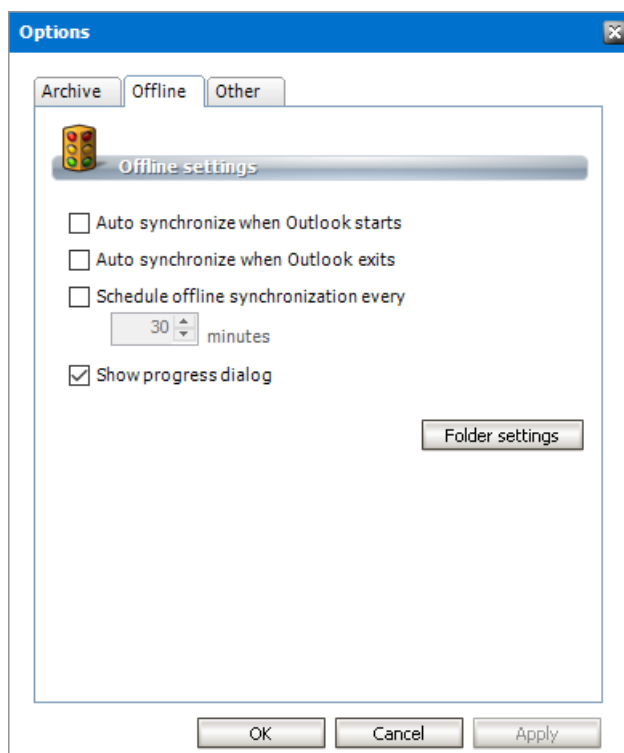 Options
Archive
Offline
Other
Offline settings
Auto synchronize when Outlook starts
Auto synchronize when Outlook exits
Schedule offline synchronization every
30
minutes
Show progress dialog
Folder settings
OK
Cancel
Apply